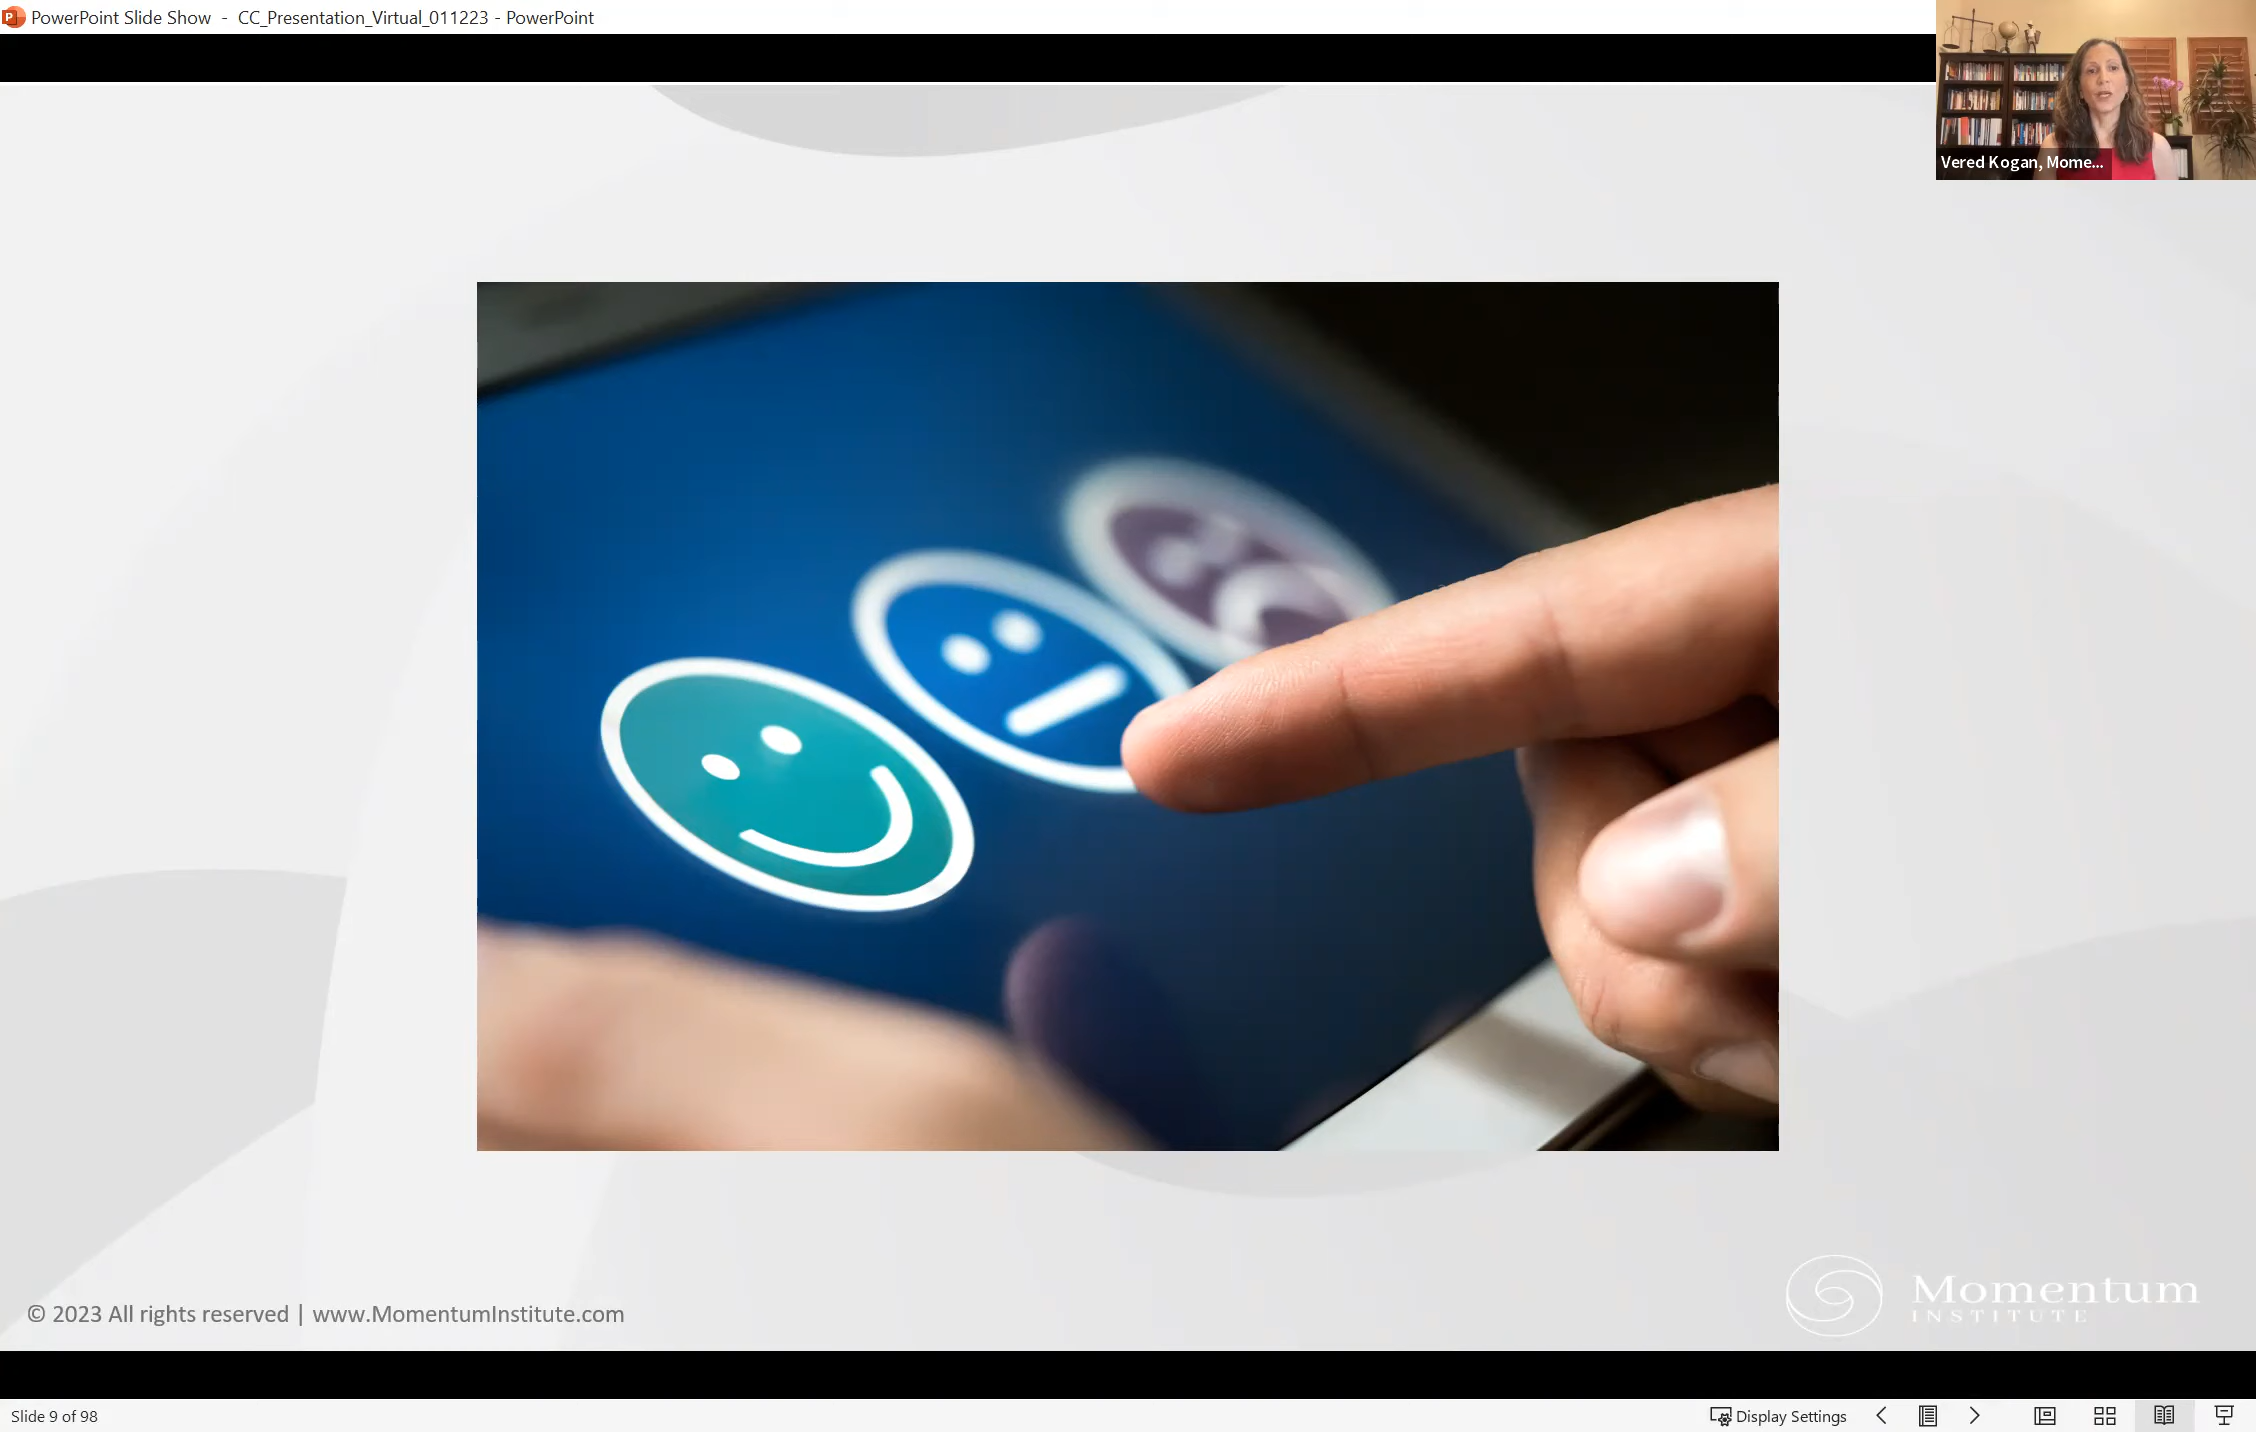 PowerPoint Slide Show - CC_Presentation_Virtual_011223 - PowerPoint
Vered Kogan, Mome...
© 2023 All rights reserved | www.MomentumInstitute.com
Momentum
INSTITUTE
Slide 9 of 98
Display Settings